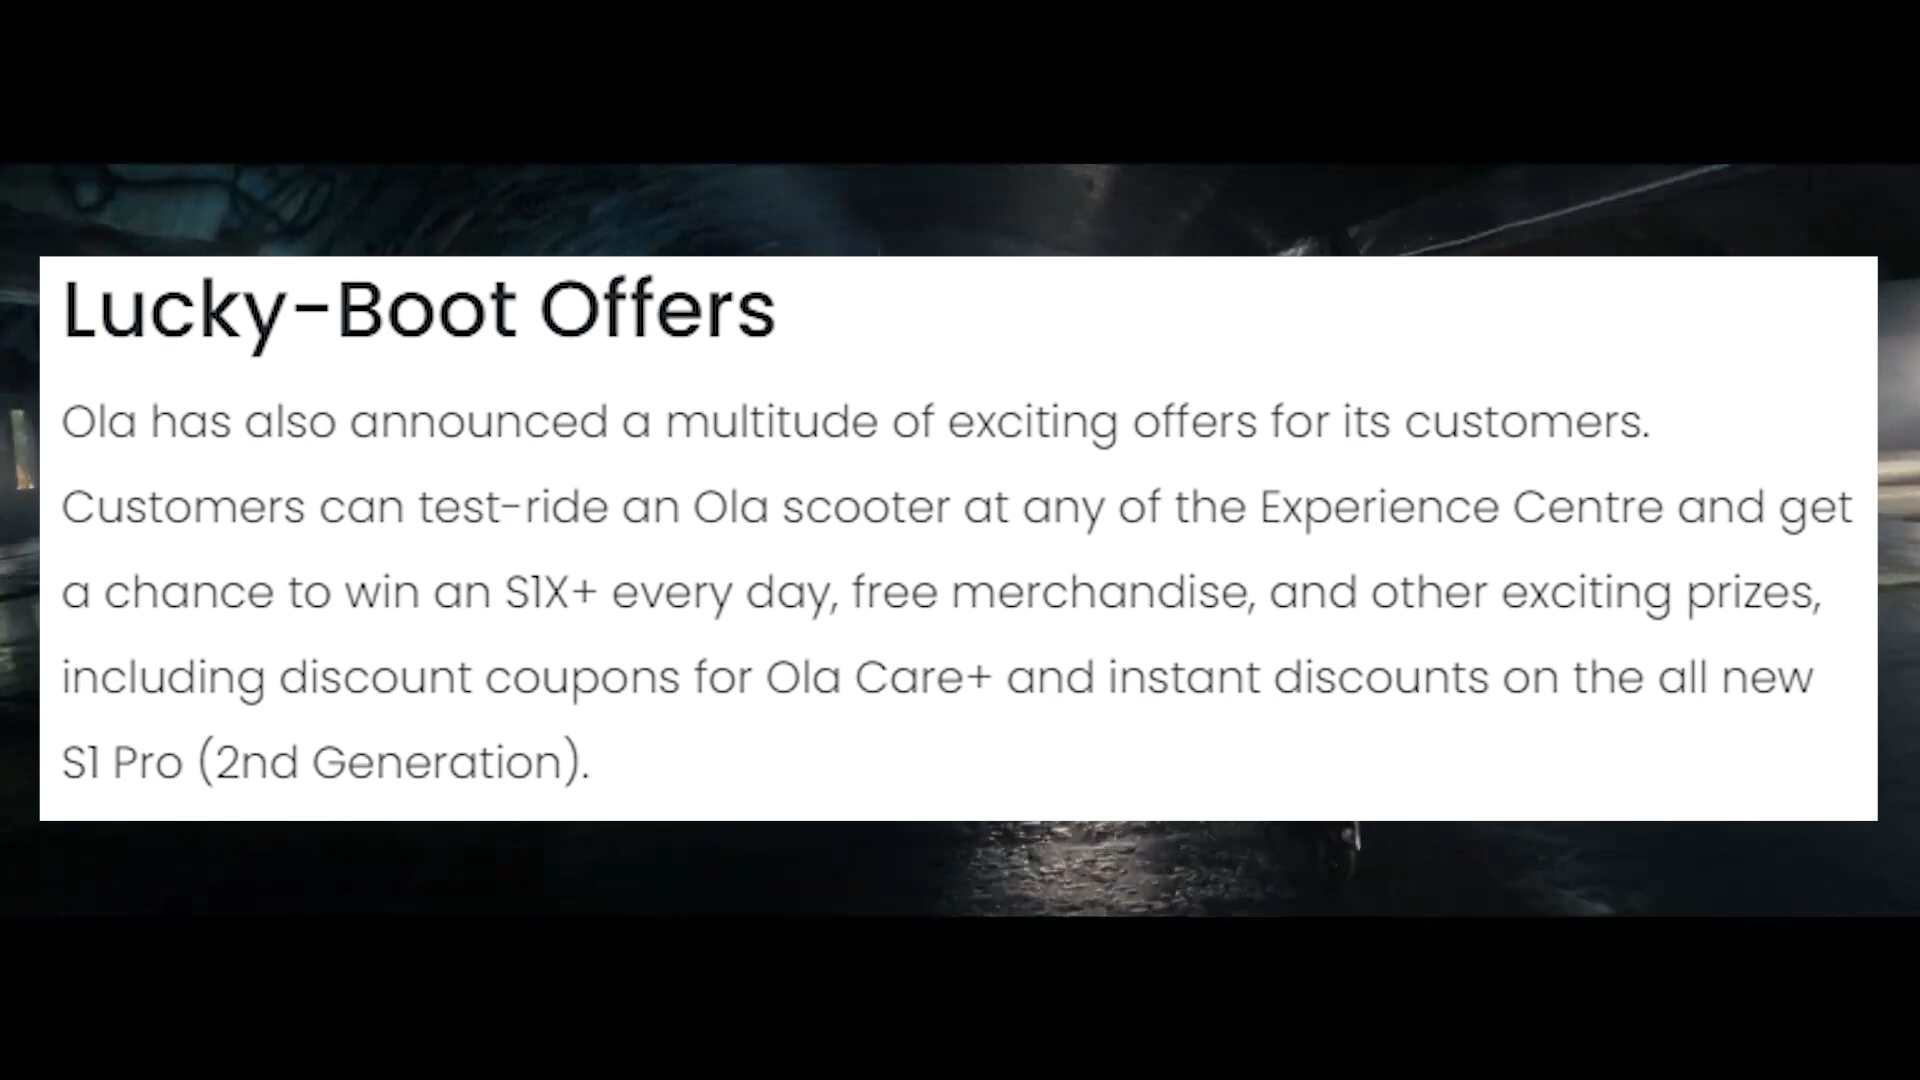 Lucky-Boot Offers
Ola has also announced a multitude of exciting offers for its customers.
Customers can test-ride an Ola scooter at any of the Experience Centre and get
a chance to win an S1X+ every day, free merchandise, and other exciting prizes,
including discount coupons for Ola Care+ and instant discounts on the all new
S1 Pro (2nd Generation).